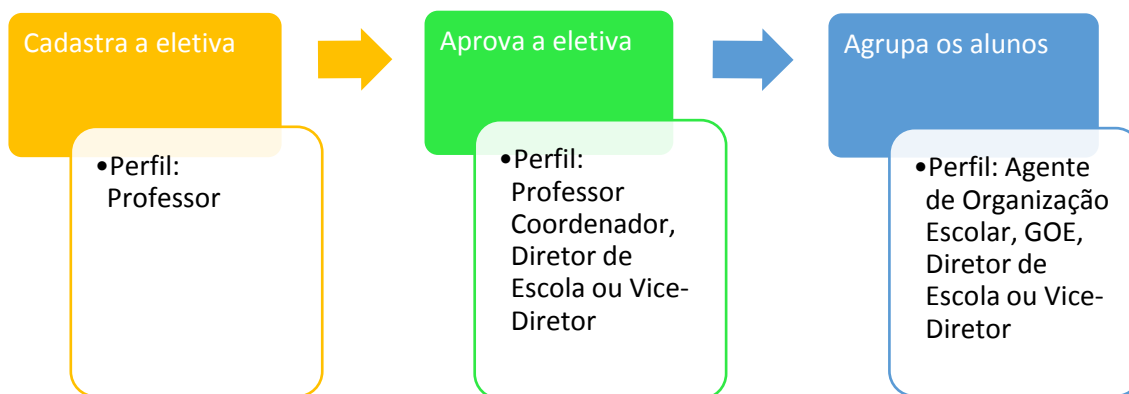 Cadastra a eletiva
•Perfil:
Professor
Aprova a eletiva
•Perfil:
Professor
Coordenador,
Diretor de
Escola ou Vice-
Diretor
Agrupa os alunos
•Perfil: Agente
de Organização
Escolar, GOE,
Diretor de
Escola ou Vice-
Diretor